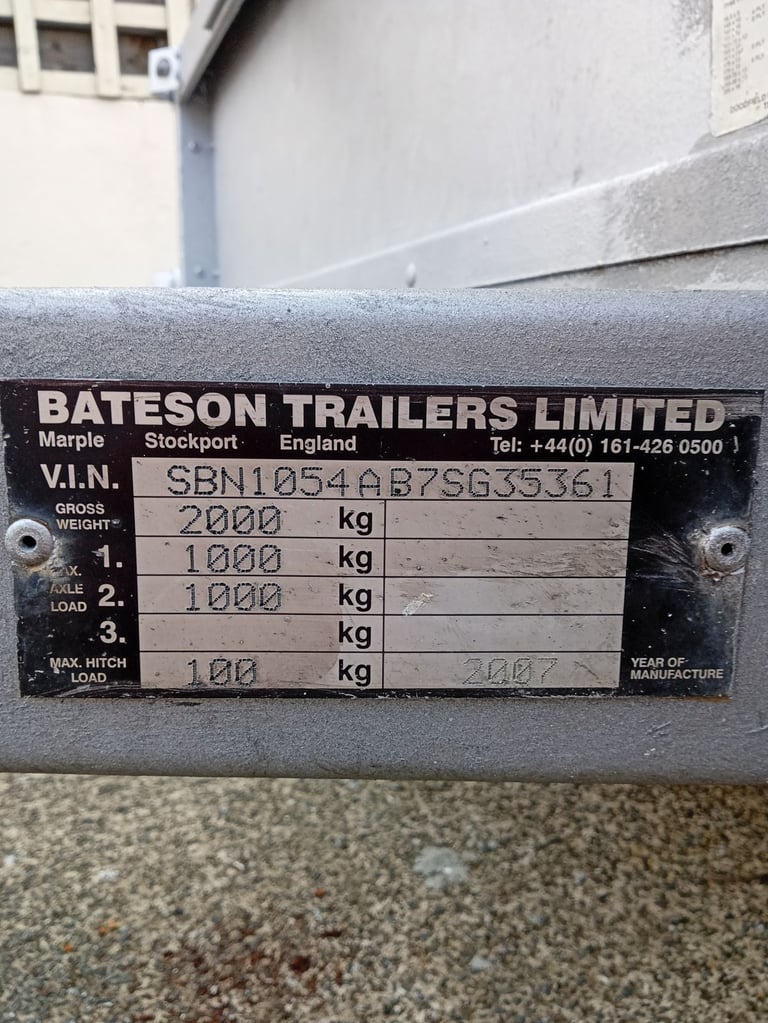 BATESON TRAILERS LIMITED
Marple Stockport England Tel: +44(0) 161-426 0500
V.I.N. SBN1054AB7SG35361
GROSS WEIGHT 2000 kg
MAX. AXLE LOAD
1. 1000 kg
2. 1000 kg
3. kg
MAX. HITCH LOAD 100 kg 2007 YEAR OF MANUFACTURE